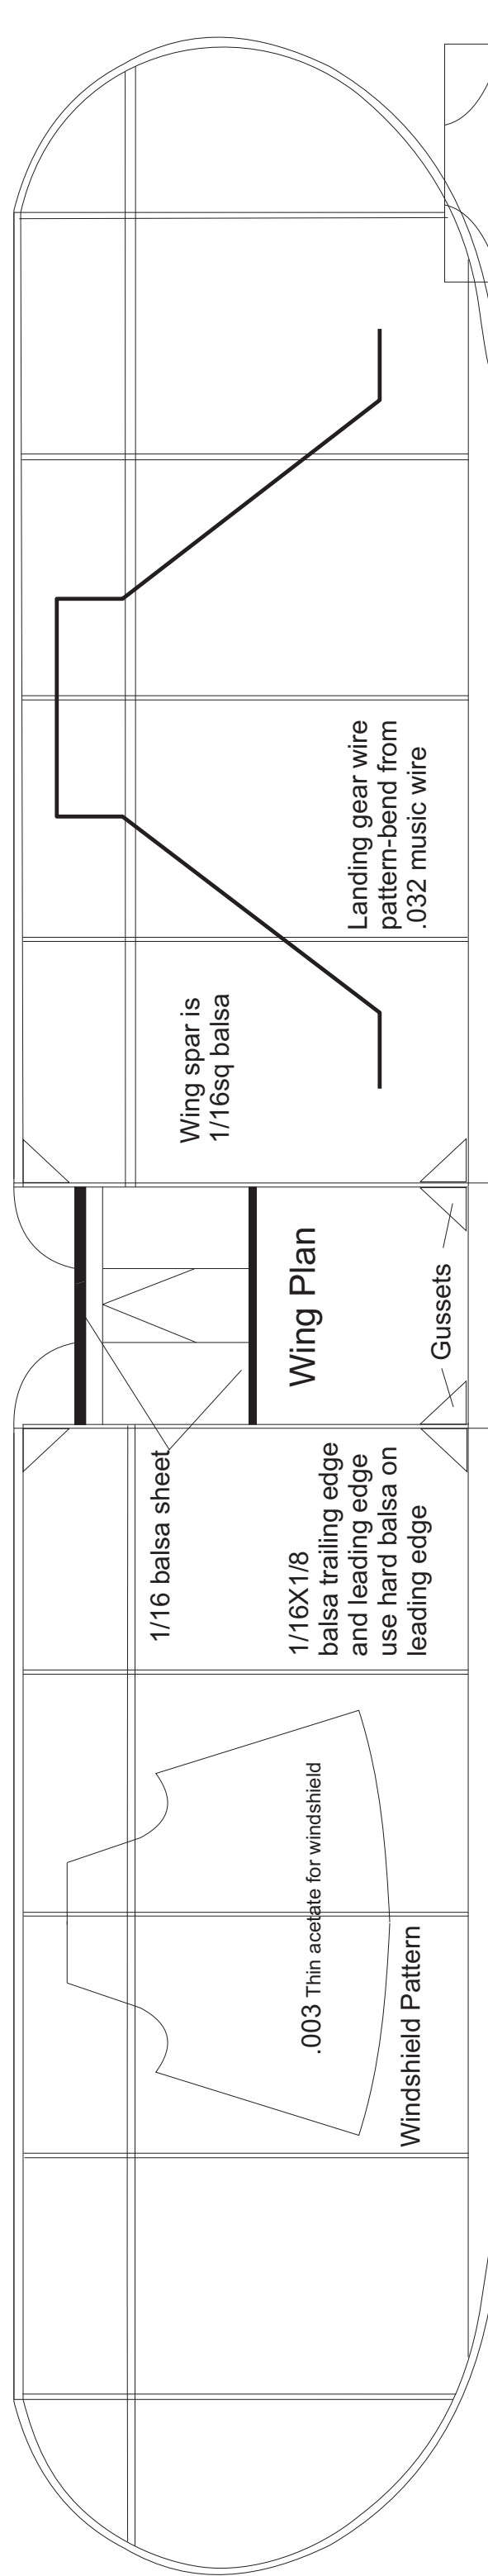 Landing gear wire
pattern-bend from
.032 music wire
Wing spar is
1/16sq balsa
Wing Plan
Gussets
1/16 balsa sheet
1/16X1/8
balsa trailing edge
and leading edge
use hard balsa on
leading edge
.003 Thin acetate for windshield
Windshield Pattern